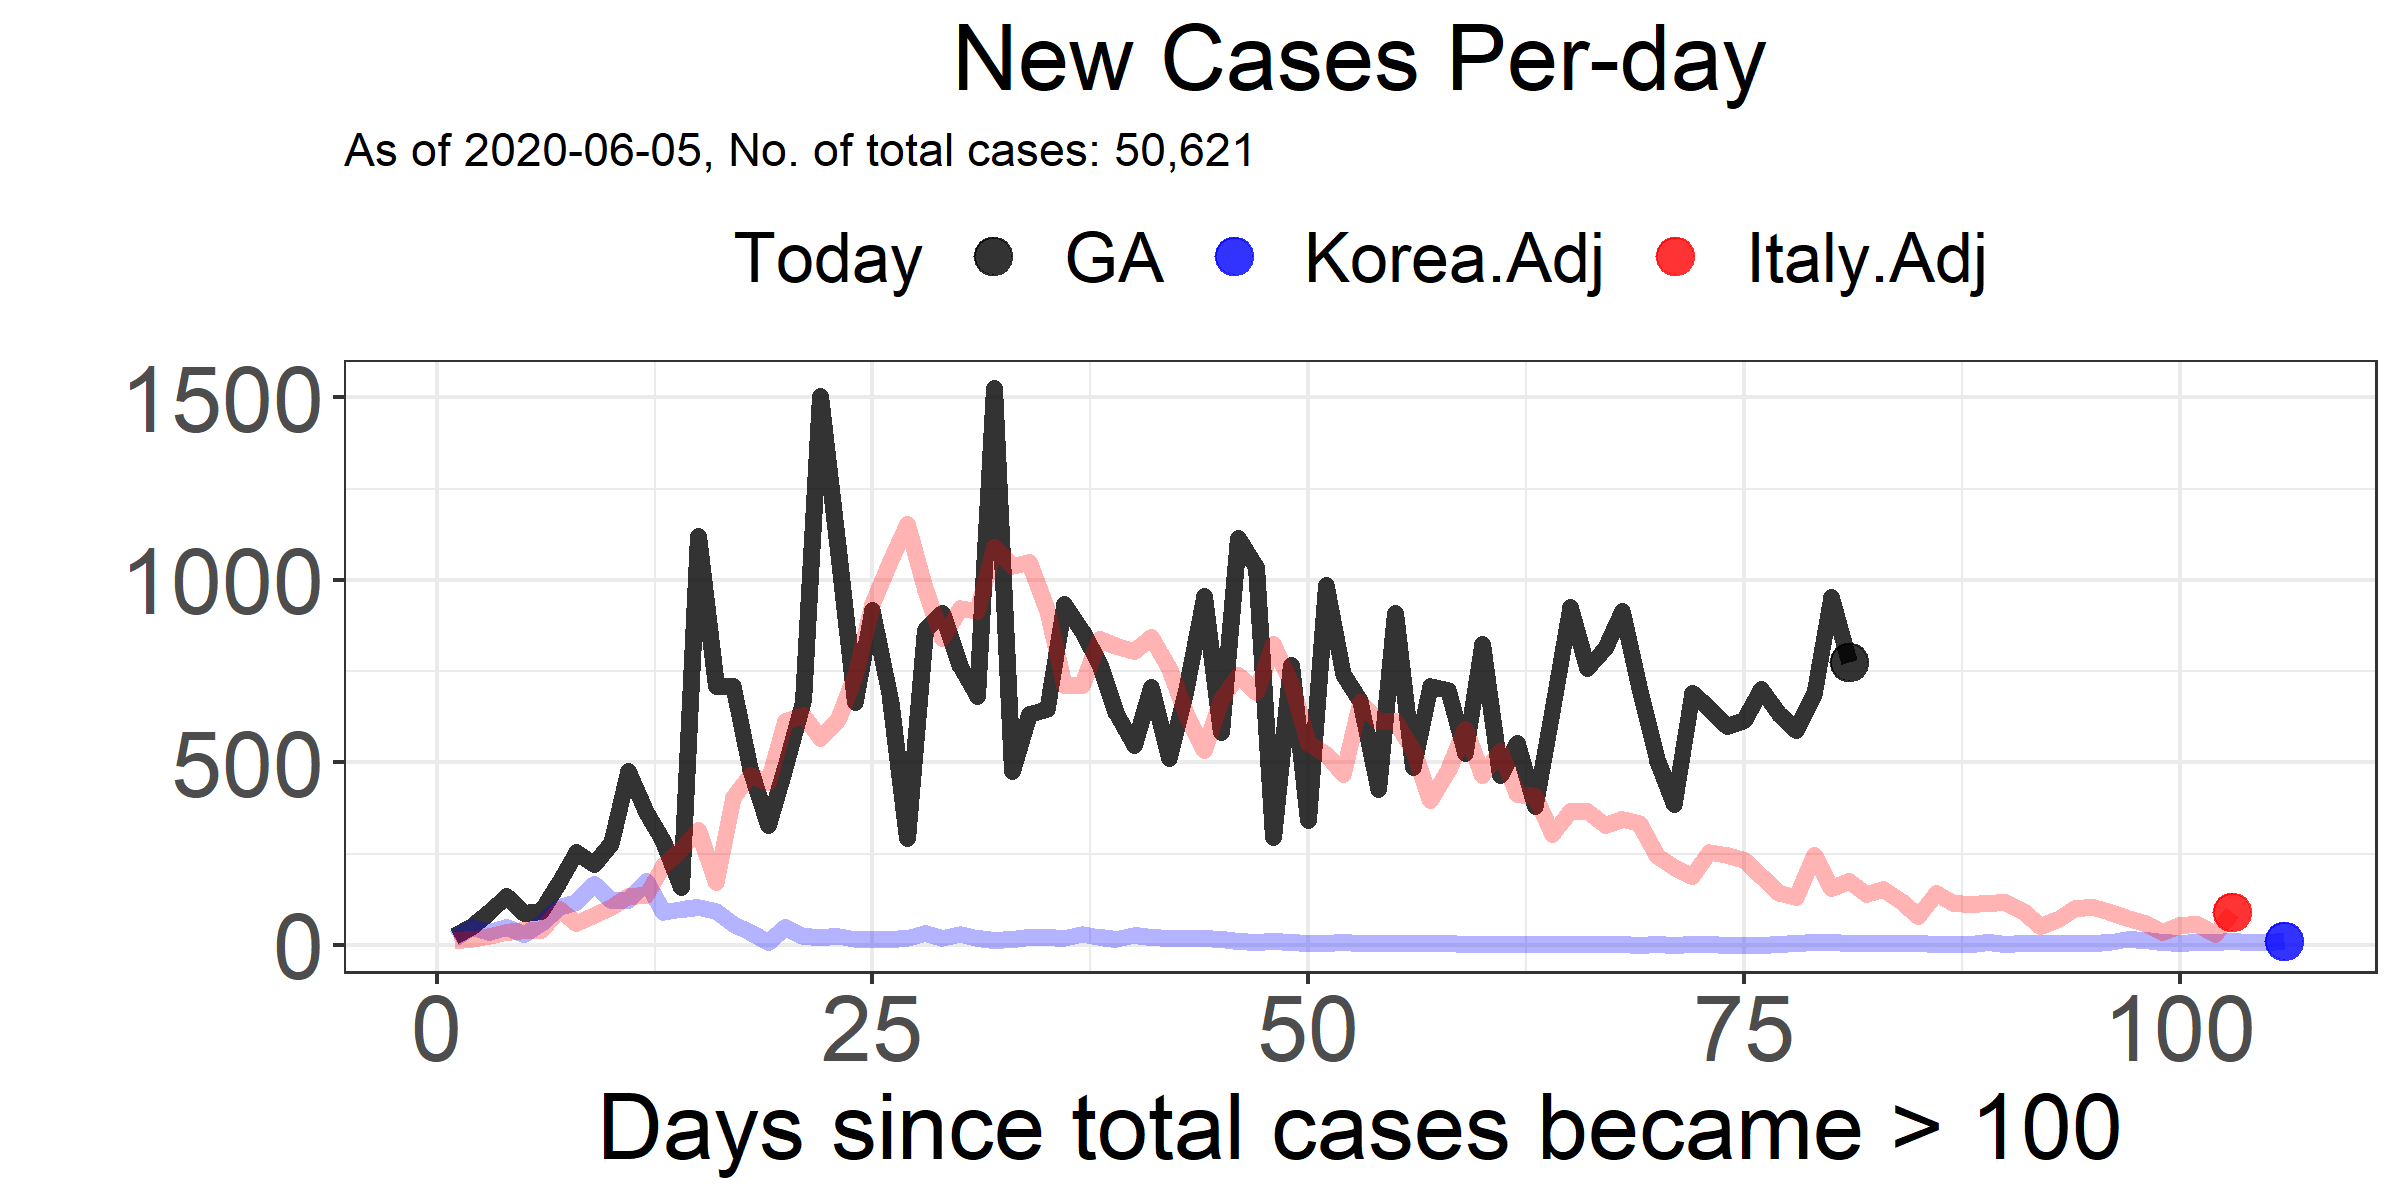 New Cases Per-day
As of 2020-06-05, No. of total cases: 50,621
Today GA Korea.Adj Italy.Adj
1500
1000
500
0
0 25 50 75 100
Days since total cases became > 100